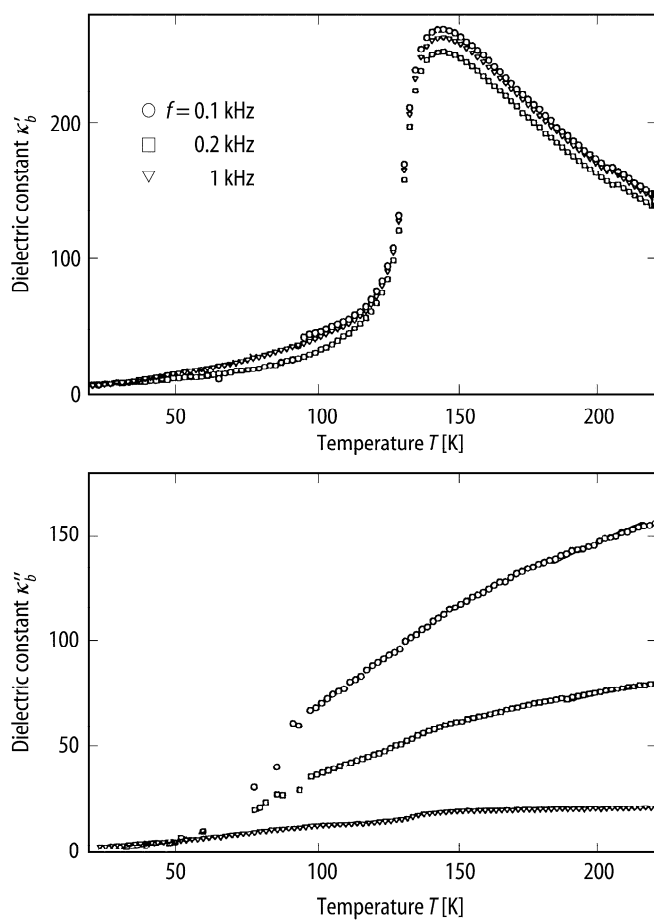 200
100
0
Dielectric constant κ′b
f = 0.1 kHz
0.2 kHz
1 kHz
50 100 150 200
Temperature T [K]
150
100
50
0
Dielectric constant κ″b
50 100 150 200
Temperature T [K]